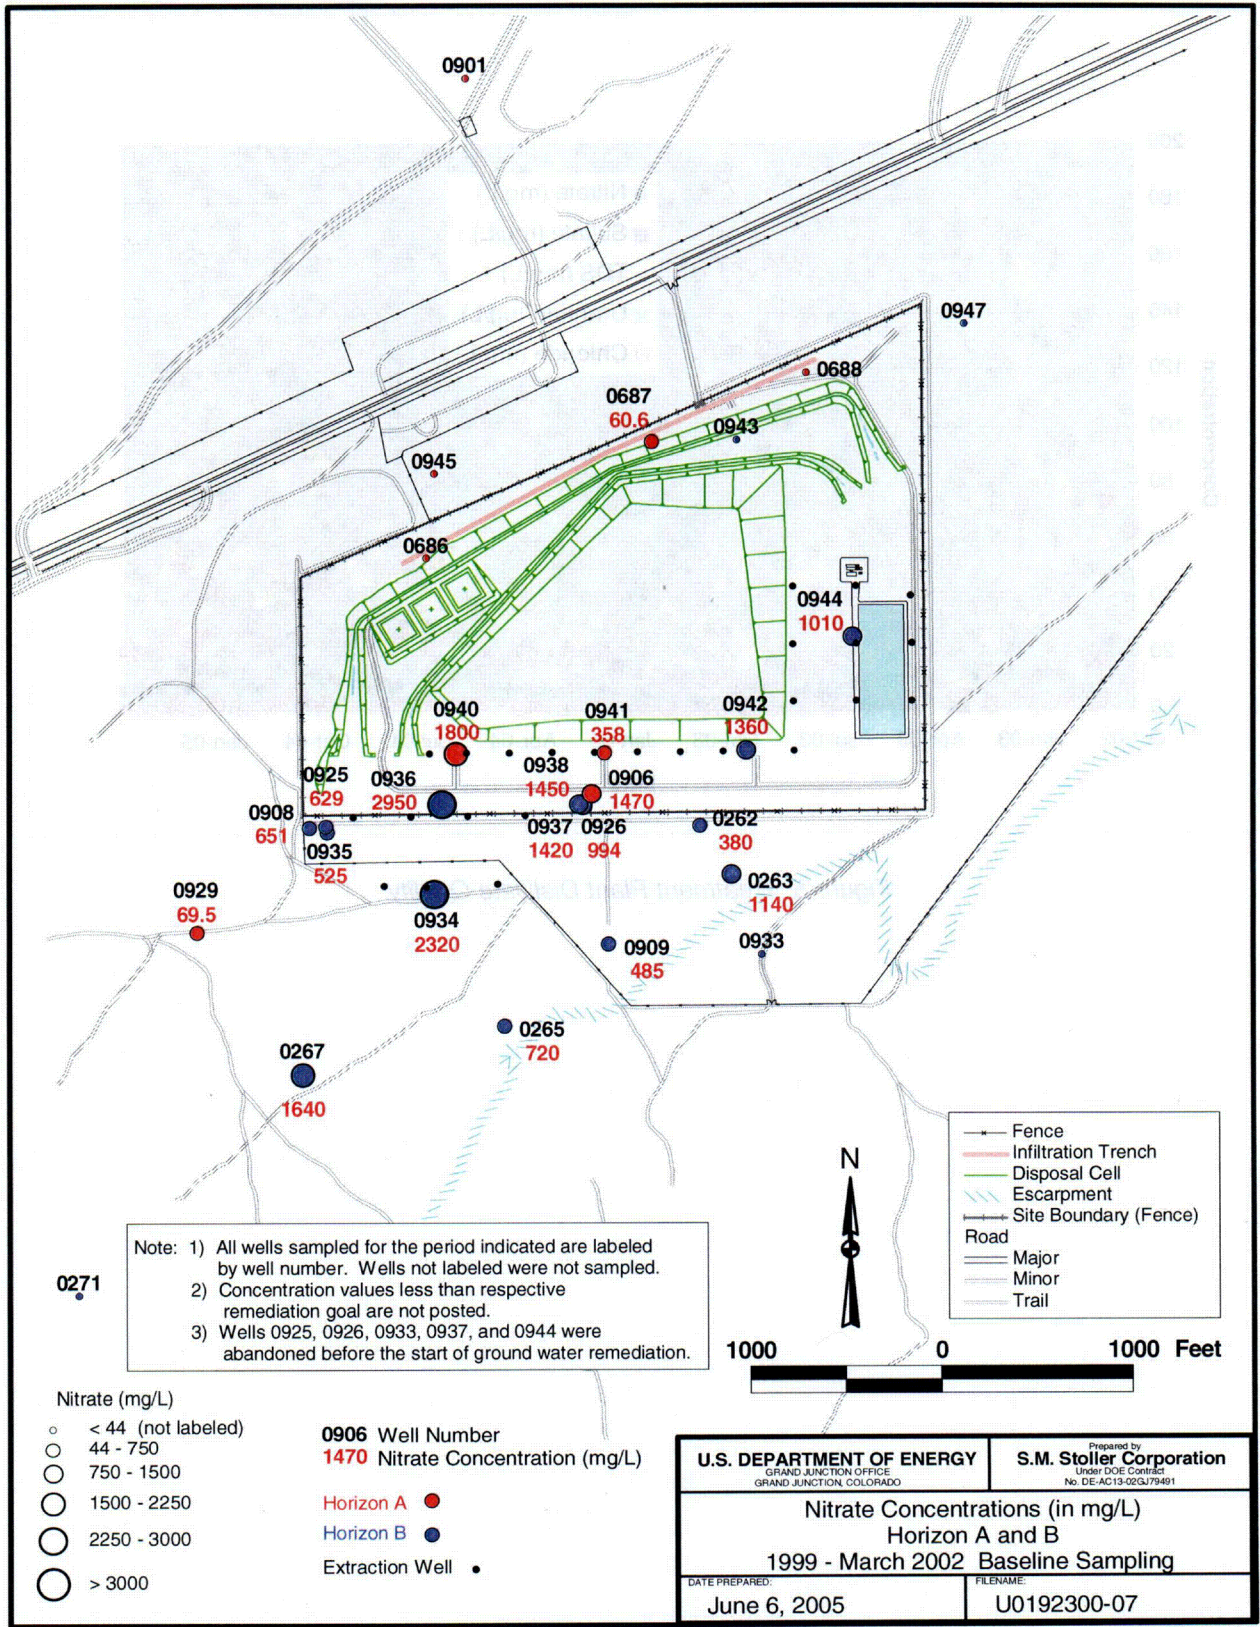 0901
0947
0688
0687
60.6
0943
0945
0686
0944
1010
0940
1800
0941
358
0942
1360
0925
629
0936
2950
0938
1450
0906
1470
0908
651
0937
1420
0926
994
0262
380
0935
525
0263
1140
0929
69.5
0934
2320
0909
485
0933
0265
720
0267
1640
0271
Fence
Infiltration Trench
Disposal Cell
Escarpment
Site Boundary (Fence)
Road
Major
Minor
Trail
N
Note: 1) All wells sampled for the period indicated are labeled
by well number. Wells not labeled were not sampled.
2) Concentration values less than respective
remediation goal are not posted.
3) Wells 0925, 0926, 0933, 0937, and 0944 were
abandoned before the start of ground water remediation.
1000 0 1000 Feet
Nitrate (mg/L)
< 44 (not labeled)
44 - 750
750 - 1500
1500 - 2250
2250 - 3000
> 3000
0906 Well Number
1470 Nitrate Concentration (mg/L)
Horizon A
Horizon B
Extraction Well
U.S. DEPARTMENT OF ENERGY
GRAND JUNCTION OFFICE
GRAND JUNCTION, COLORADO
Prepared by
S.M. Stoller Corporation
Under DOE Contract
No. DE-AC13-02GJ79491
Nitrate Concentrations (in mg/L)
Horizon A and B
1999 - March 2002 Baseline Sampling
DATE PREPARED:
June 6, 2005
FILENAME:
U0192300-07